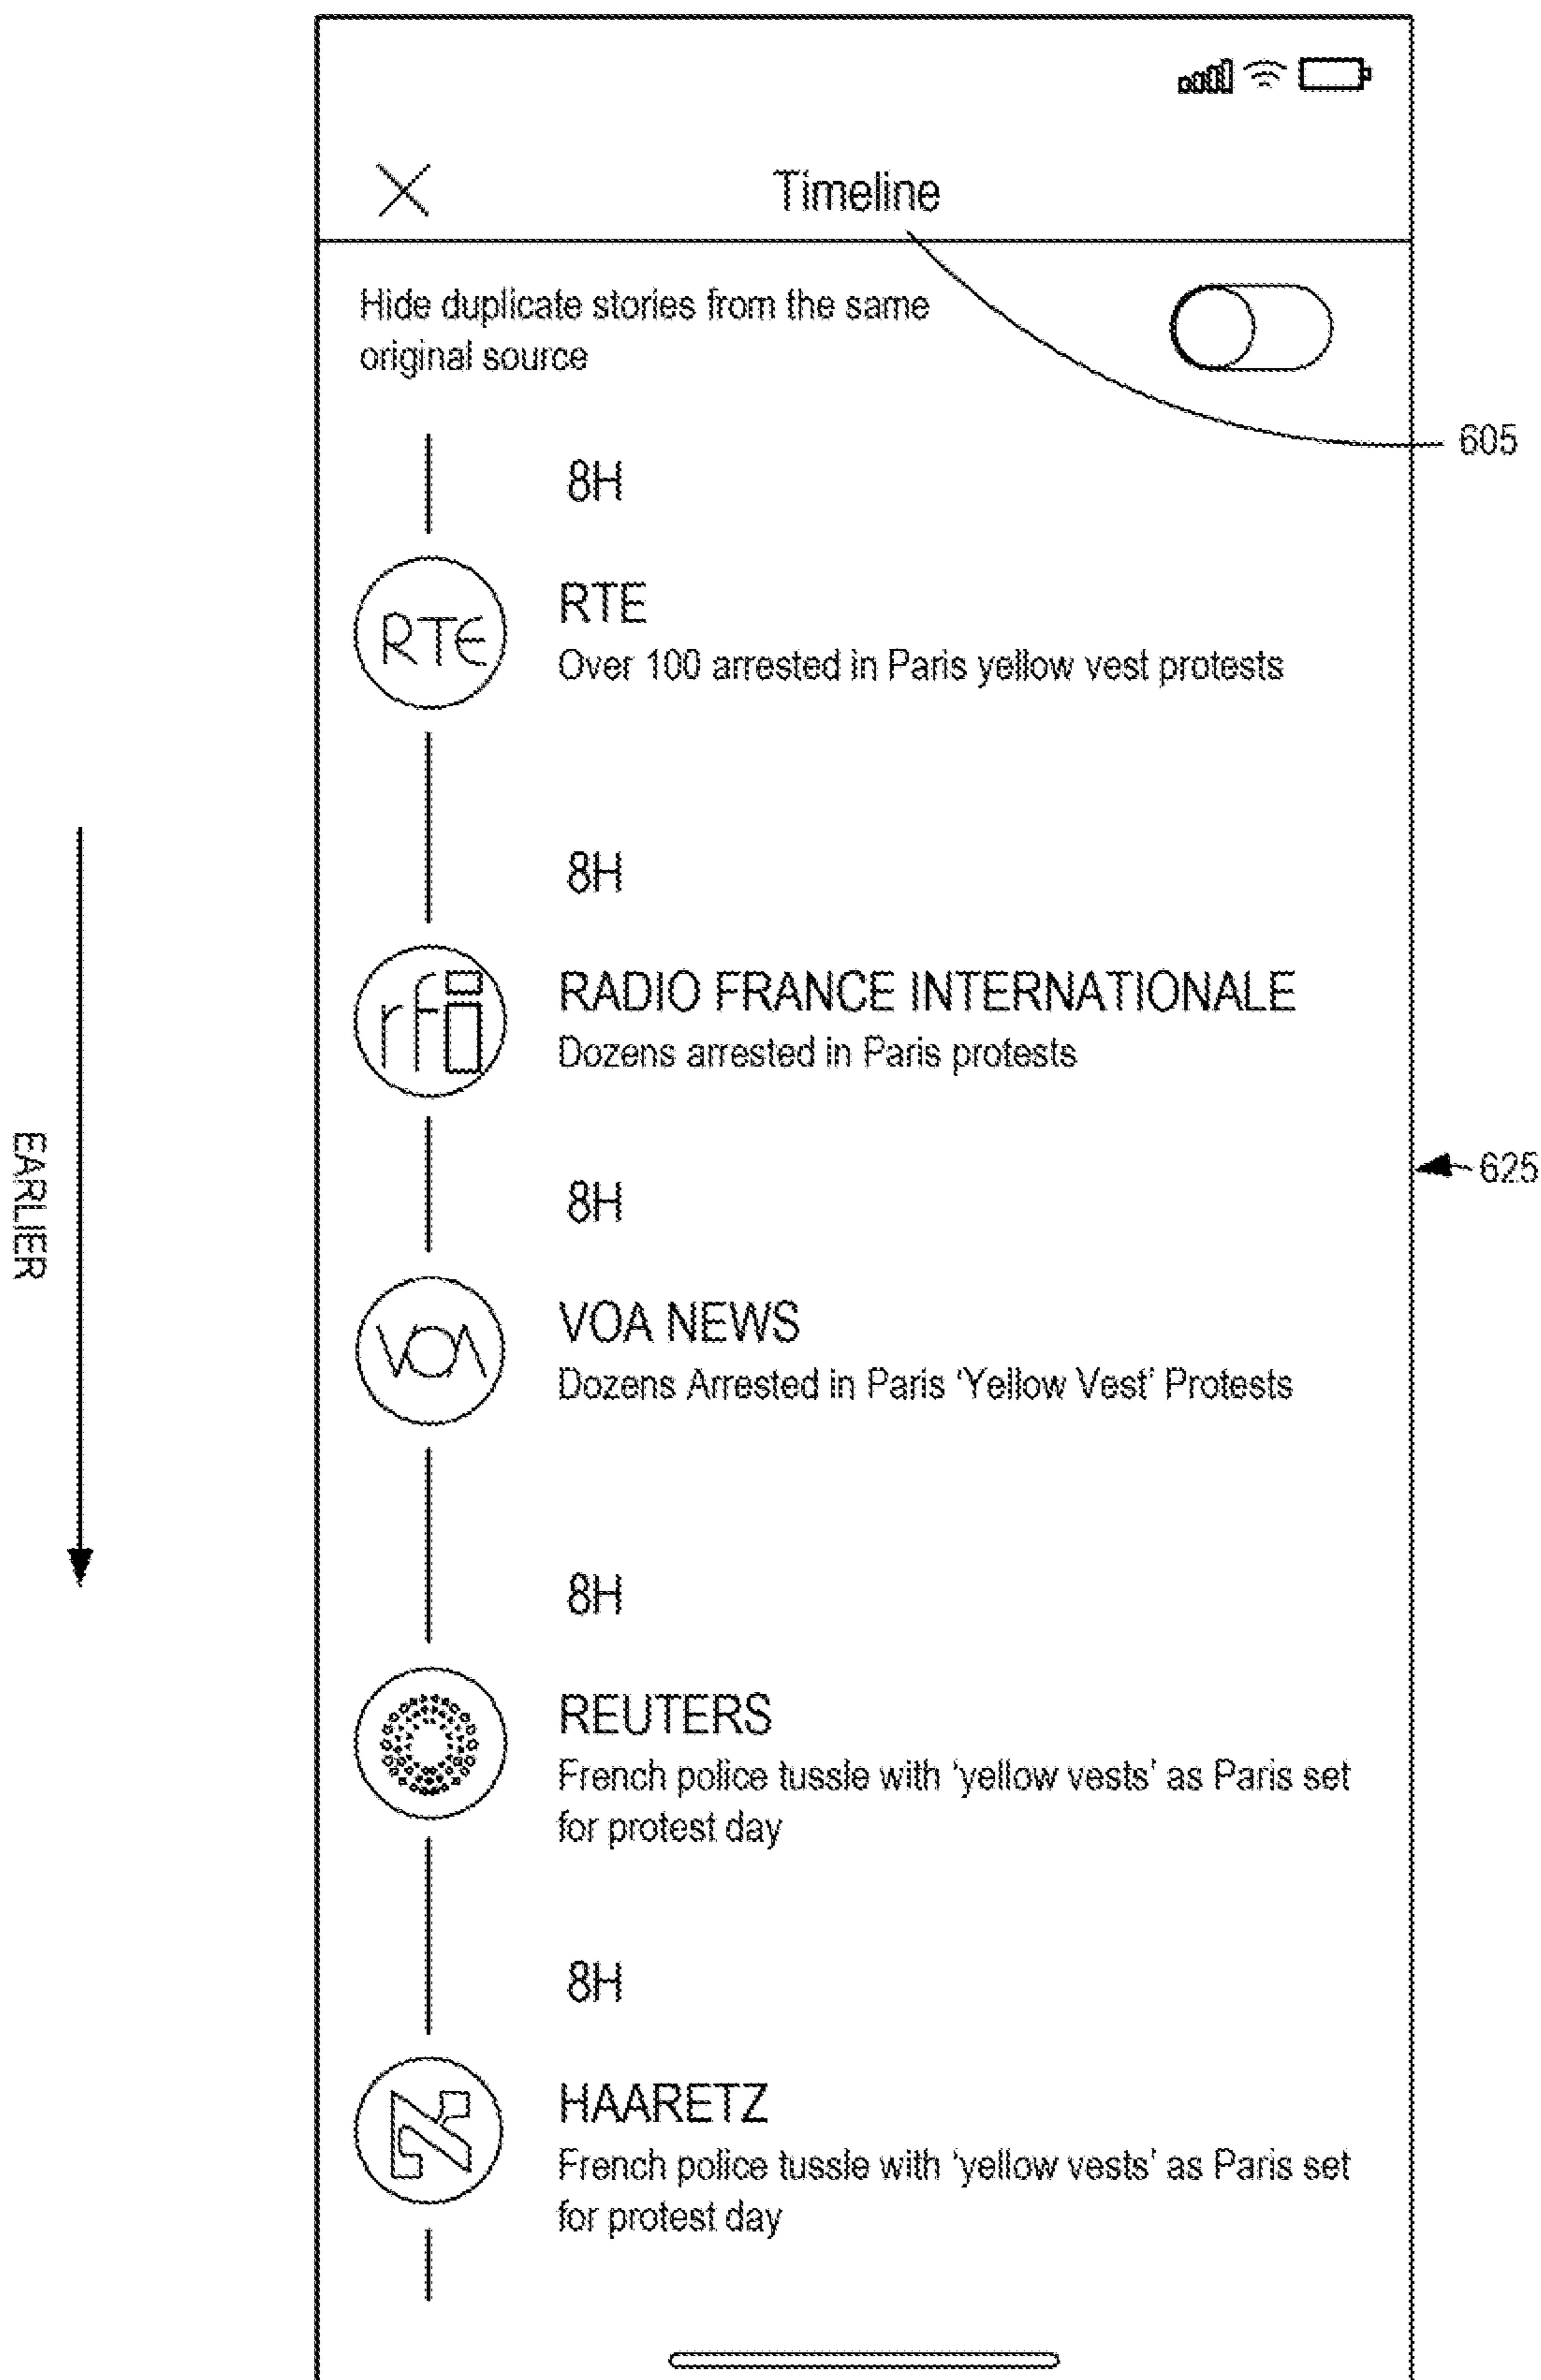 Timeline
Hide duplicate stories from the same
original source
605
8H
RTE
RTE
Over 100 arrested in Paris yellow vest protests
8H
rfi
RADIO FRANCE INTERNATIONALE
Dozens arrested in Paris protests
625
EARLIER
8H
VOA
VOA NEWS
Dozens Arrested in Paris ‘Yellow Vest’ Protests
8H
REUTERS
French police tussle with ‘yellow vests’ as Paris set
for protest day
8H
א
HAARETZ
French police tussle with ‘yellow vests’ as Paris set
for protest day